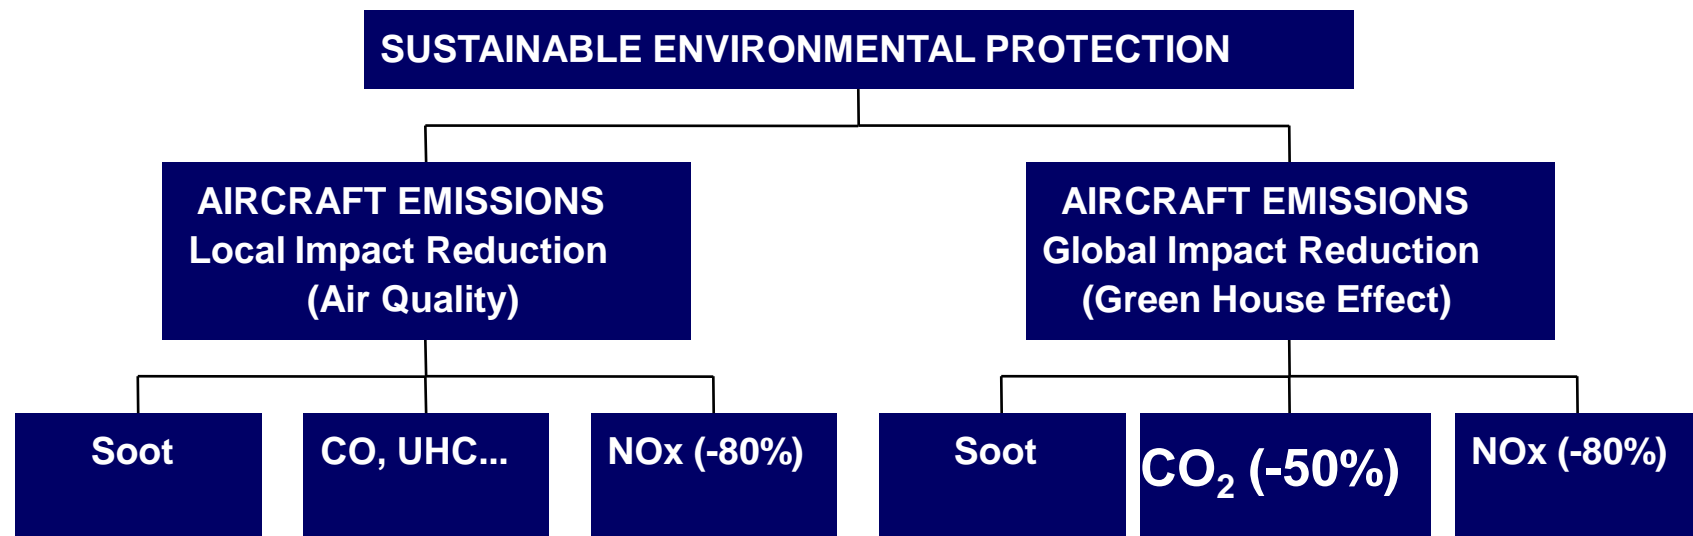 SUSTAINABLE ENVIRONMENTAL PROTECTION
AIRCRAFT EMISSIONS
Local Impact Reduction
(Air Quality)
AIRCRAFT EMISSIONS
Global Impact Reduction
(Green House Effect)
Soot
CO, UHC...
NOx (-80%)
Soot
CO₂ (-50%)
NOx (-80%)